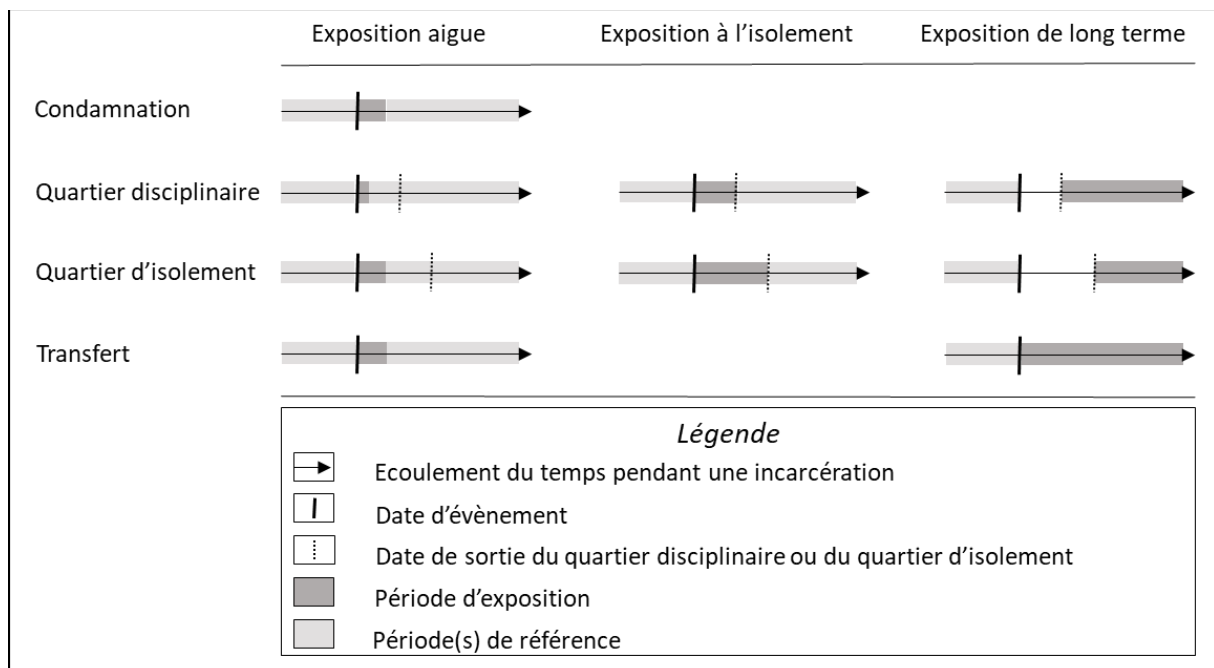 Exposition aigue
Exposition à l'isolement
Exposition de long terme
Condamnation
Quartier disciplinaire
Quartier d'isolement
Transfert
Légende
Ecoulement du temps pendant une incarcération
Date d'évènement
Date de sortie du quartier disciplinaire ou du quartier d'isolement
Période d'exposition
Période(s) de référence